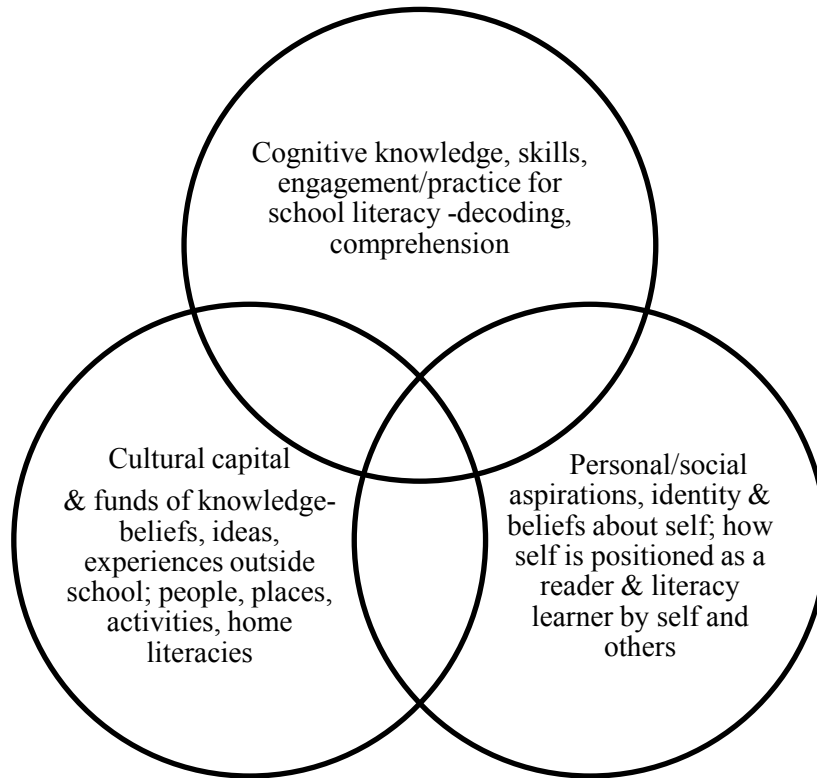 Cognitive knowledge, skills,
engagement/practice for
school literacy -decoding,
comprehension
Cultural capital
& funds of knowledge-
beliefs, ideas,
experiences outside
school; people, places,
activities, home
literacies
Personal/social
aspirations, identity &
beliefs about self; how
self is positioned as a
reader & literacy
learner by self and
others